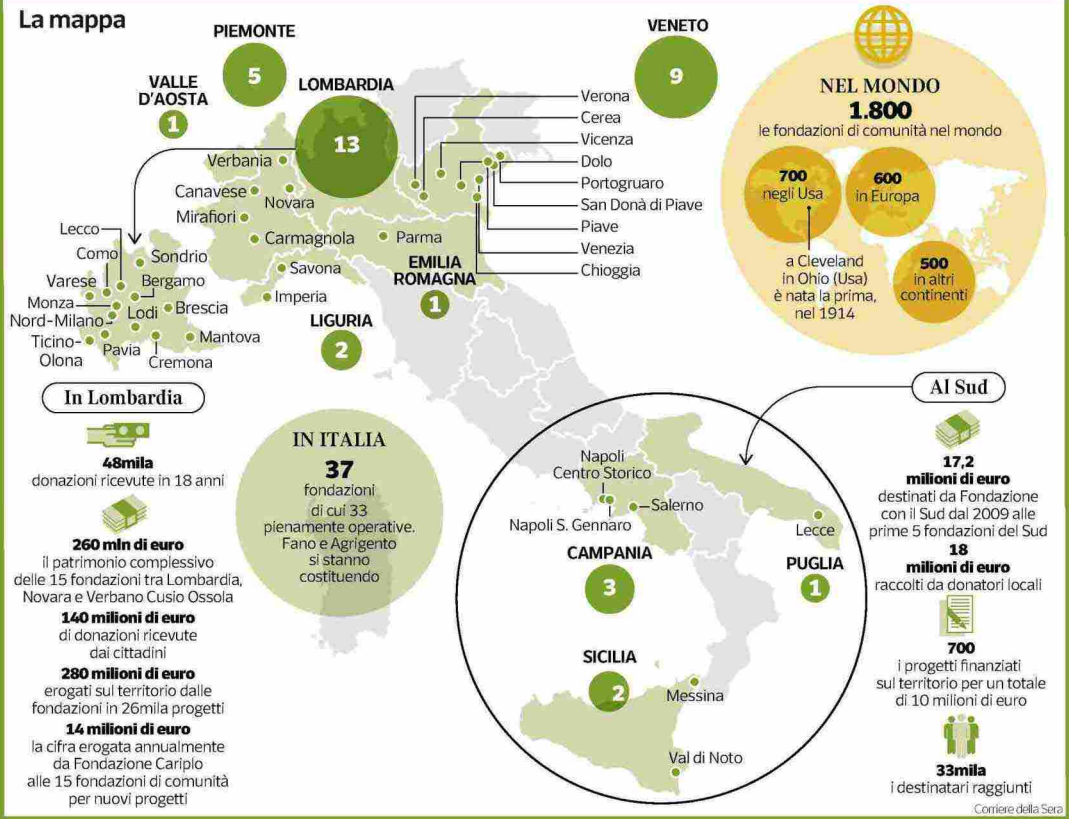 La mappa
PIEMONTE
5
VALLE
D'AOSTA
1
LOMBARDIA
13
VENETO
9
Verona
Cerea
Vicenza
Dolo
Portogruaro
San Donà di Piave
Piave
Venezia
Chioggia
Verbania
Canavese
Novara
Mirafiori
Carmagnola
Parma
Savona
Imperia
EMILIA
ROMAGNA
1
LIGURIA
2
Lecco
Como
Sondrio
Varese
Bergamo
Monza
Lodi
Brescia
Nord-Milano
Ticino-
Olona
Pavia
Mantova
Cremona
NEL MONDO
1.800
le fondazioni di comunità nel mondo
700
negli Usa
600
in Europa
500
in altri
continenti
a Cleveland
in Ohio (Usa)
è nata la prima,
nel 1914
In Lombardia
48mila
donazioni ricevute in 18 anni
260 mln di euro
il patrimonio complessivo
delle 15 fondazioni tra Lombardia,
Novara e Verbano Cusio Ossola
140 milioni di euro
di donazioni ricevute
dai cittadini
280 milioni di euro
erogati sul territorio dalle
fondazioni in 26mila progetti
14 milioni di euro
la cifra erogata annualmente
da Fondazione Cariplo
alle 15 fondazioni di comunità
per nuovi progetti
IN ITALIA
37
fondazioni
di cui 33
pienamente operative.
Fano e Agrigento
si stanno
costituendo
Napoli
Centro Storico
Napoli S. Gennaro
Salerno
CAMPANIA
3
Lecce
PUGLIA
1
SICILIA
2
Messina
Val di Noto
Al Sud
17,2
milioni di euro
destinati da Fondazione
con il Sud dal 2009 alle
prime 5 fondazioni del Sud
18
milioni di euro
raccolti da donatori locali
700
i progetti finanziati
sul territorio per un totale
di 10 milioni di euro
33mila
i destinatari raggiunti
Corriere della Sera